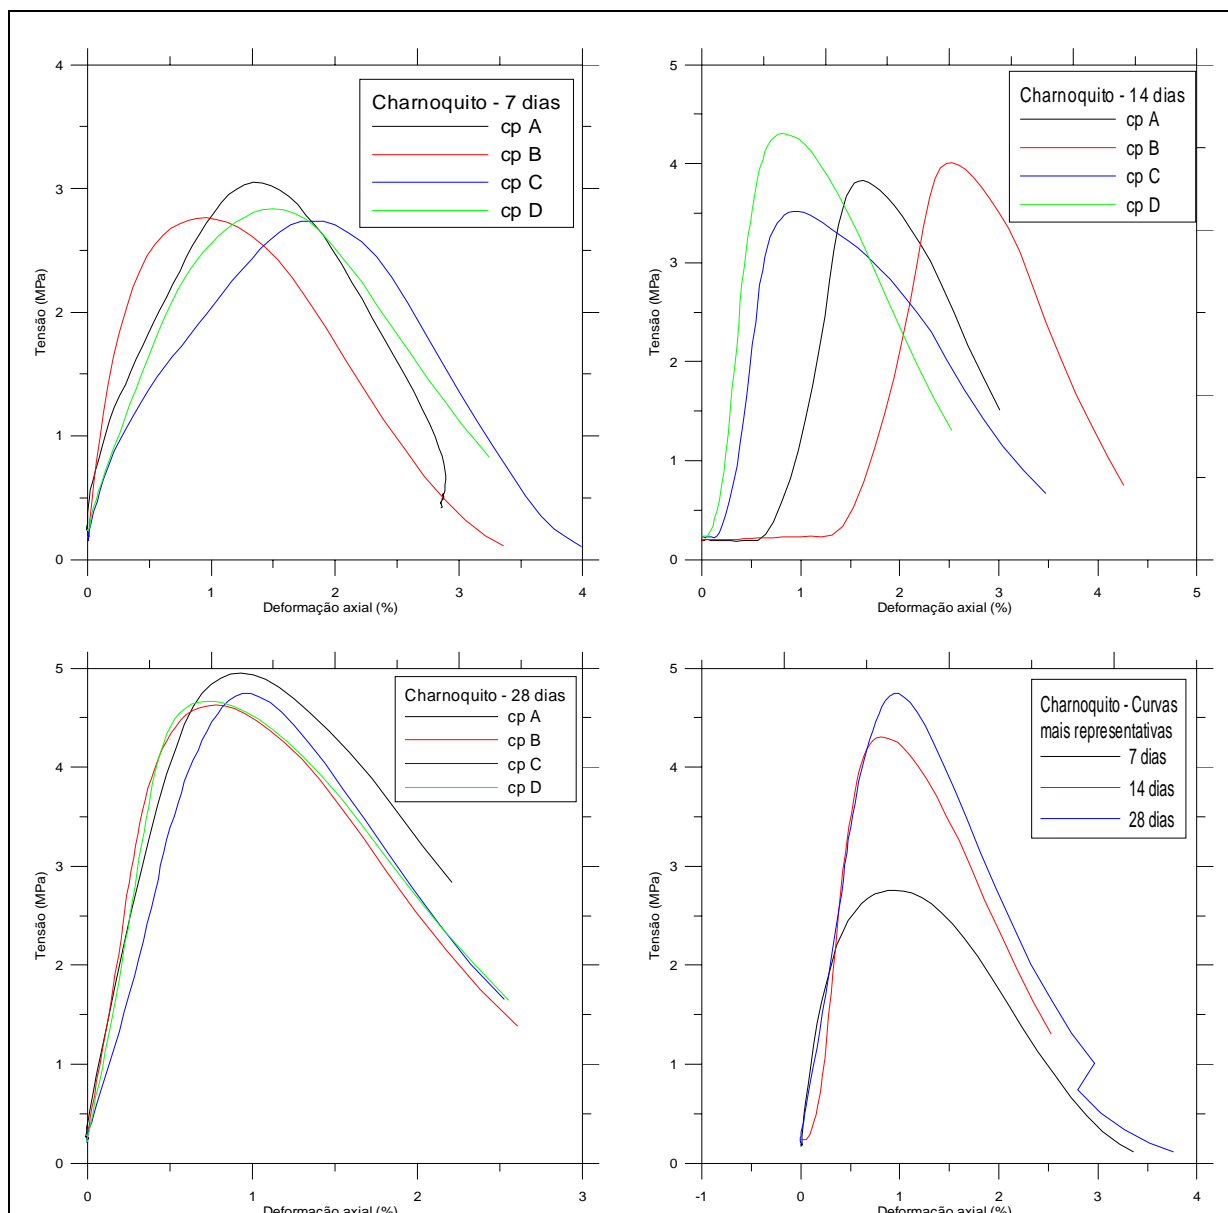 4
3
2
1
0
Tensão (MPa)
Charnoquito - 7 dias
cp A
cp B
cp C
cp D
0 1 2 3 4
Deformação axial (%)
5
4
3
2
1
0
Tensão (MPa)
Charnoquito - 14 dias
cp A
cp B
cp C
cp D
0 1 2 3 4 5
Deformação axial (%)
5
4
3
2
1
0
Tensão (MPa)
Charnoquito - 28 dias
cp A
cp B
cp C
cp D
0 1 2 3
Deformação axial (%)
5
4
3
2
1
0
Tensão (MPa)
Charnoquito - Curvas
mais representativas
7 dias
14 dias
28 dias
-1 0 1 2 3 4
Deformação axial (%)